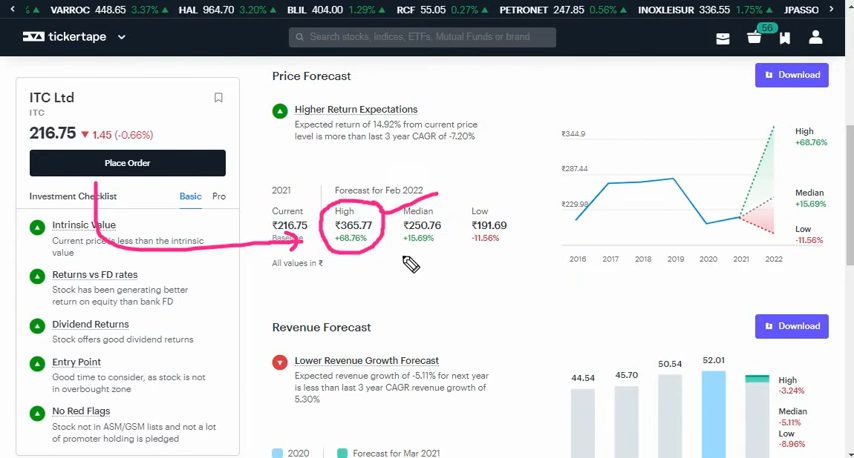 VARROC 448.65 3.37% HAL 964.70 3.20% BLIL 404.00 1.29% RCF 55.05 0.27% PETRONET 247.85 0.56% INOXLEISUR 336.55 1.75% JPASSO
tickertape
Search stocks, indices, ETFs, Mutual Funds or brand
56
ITC Ltd
ITC
216.75 1.45 (-0.66%)
Place Order
Investment Checklist Basic Pro
Intrinsic Value
Current price is less than the intrinsic
value
Returns vs FD rates
Stock has been generating better
return on equity than bank FD
Dividend Returns
Stock offers good dividend returns
Entry Point
Good time to consider, as stock is not
in overbought zone
No Red Flags
Stock not in ASM/GSM lists and not a lot
of promoter holding is pledged
Price Forecast
Download
Higher Return Expectations
Expected return of 14.92% from current price
level is more than last 3 year CAGR of -7.20%
2021 Forecast for Feb 2022
Current High Median Low
₹216.75 ₹365.77 ₹250.76 ₹191.69
Baseline +68.76% +15.69% -11.56%
All values in ₹
₹344.9
₹287.44
₹229.98
2016 2017 2018 2019 2020 2021 2022
High
+68.76%
Median
+15.69%
Low
-11.56%
Revenue Forecast
Download
Lower Revenue Growth Forecast
Expected revenue growth of -5.11% for next year
is less than last 3 year CAGR revenue growth of
5.30%
2020 Forecast for Mar 2021
44.54 45.70 50.54 52.01
High
-3.24%
Median
-5.11%
Low
-8.96%